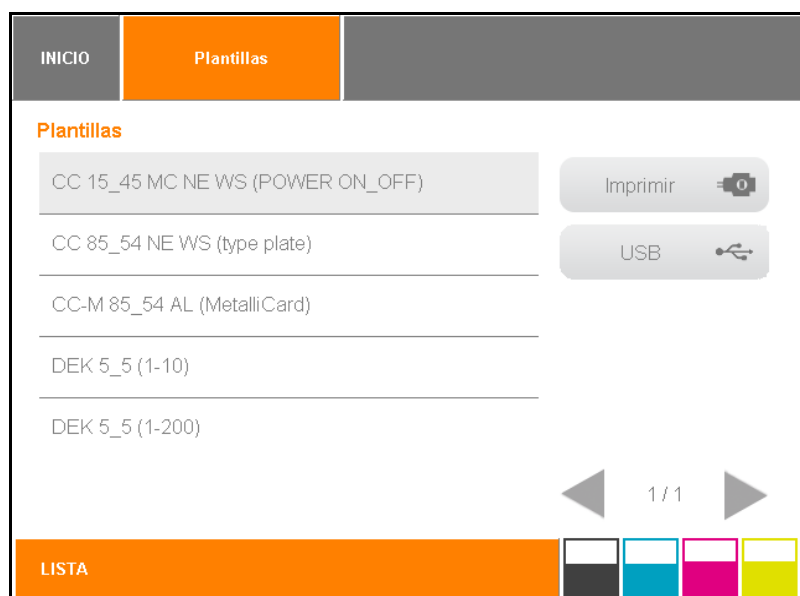 INICIO
Plantillas
Plantillas
CC 15_45 MC NE WS (POWER ON_OFF)
Imprimir
CC 85_54 NE WS (type plate)
USB
CC-M 85_54 AL (MetalliCard)
DEK 5_5 (1-10)
DEK 5_5 (1-200)
1 / 1
LISTA